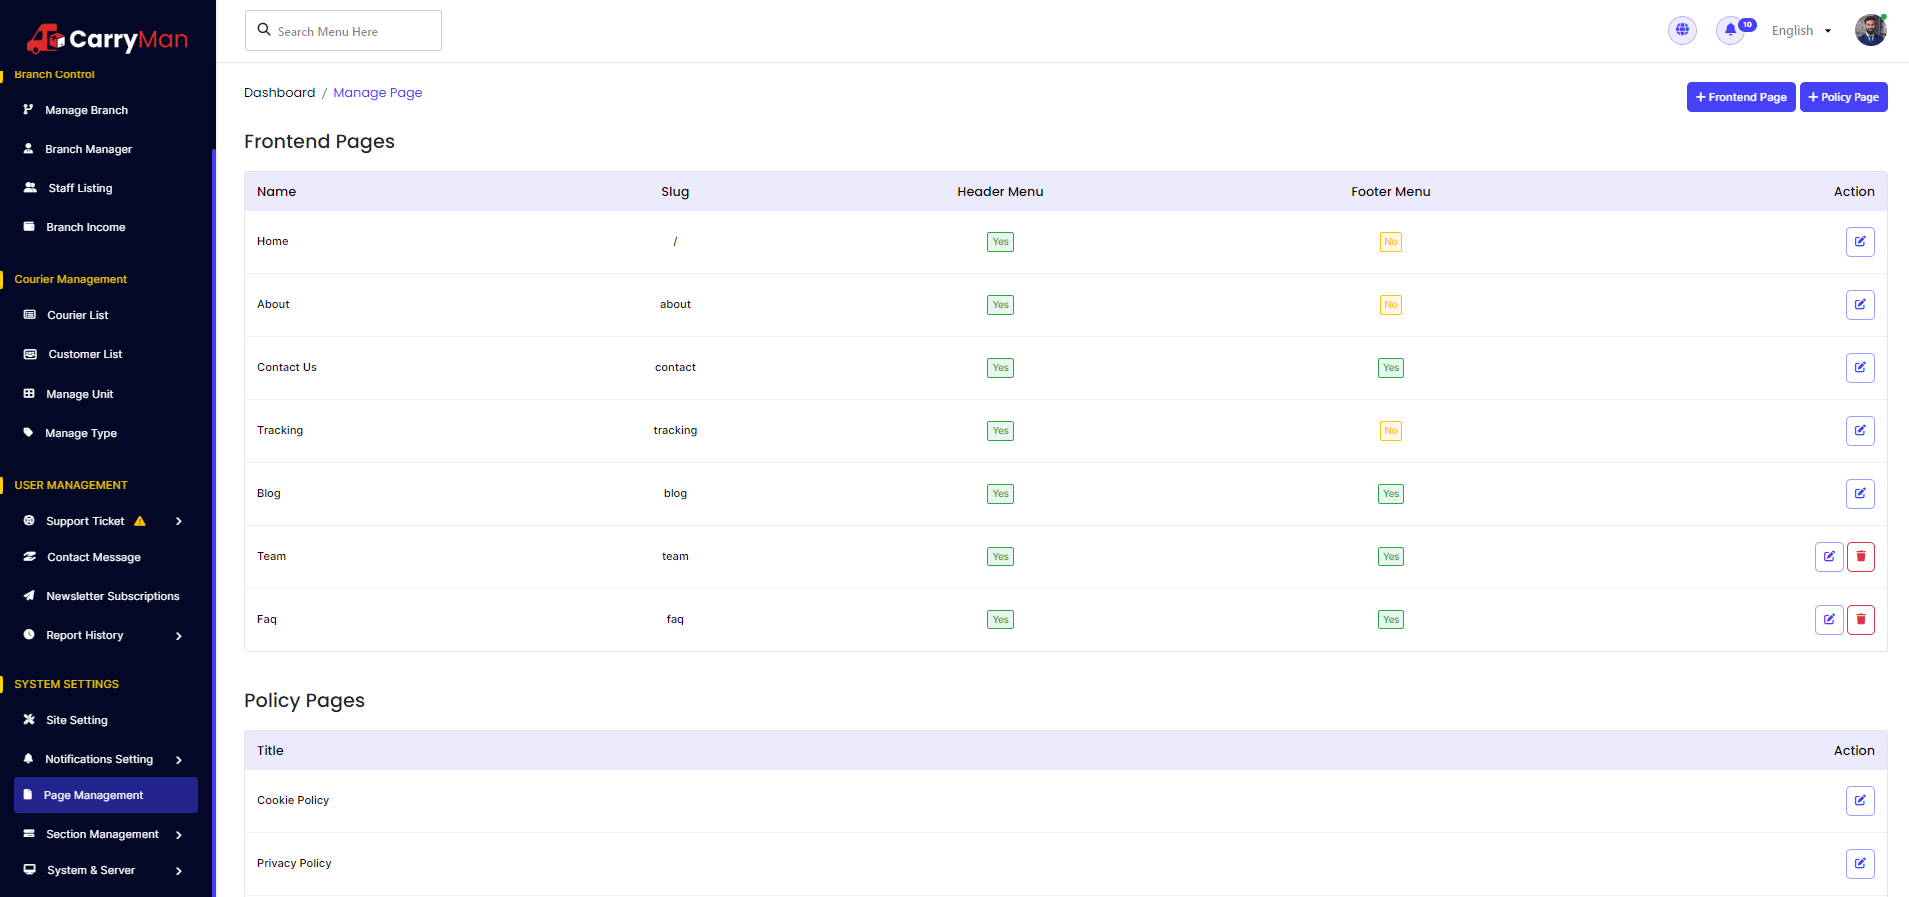 CarryMan
Branch Control
Manage Branch
Branch Manager
Staff Listing
Branch Income
Courier Management
Courier List
Customer List
Manage Unit
Manage Type
USER MANAGEMENT
Support Ticket
Contact Message
Newsletter Subscriptions
Report History
SYSTEM SETTINGS
Site Setting
Notifications Setting
Page Management
Section Management
System & Server
Search Menu Here
10
English
Dashboard / Manage Page
+ Frontend Page
+ Policy Page
Frontend Pages
Name Slug Header Menu Footer Menu Action
Home / Yes No
About about Yes No
Contact Us contact Yes Yes
Tracking tracking Yes No
Blog blog Yes Yes
Team team Yes Yes
Faq faq Yes Yes
Policy Pages
Title Action
Cookie Policy
Privacy Policy